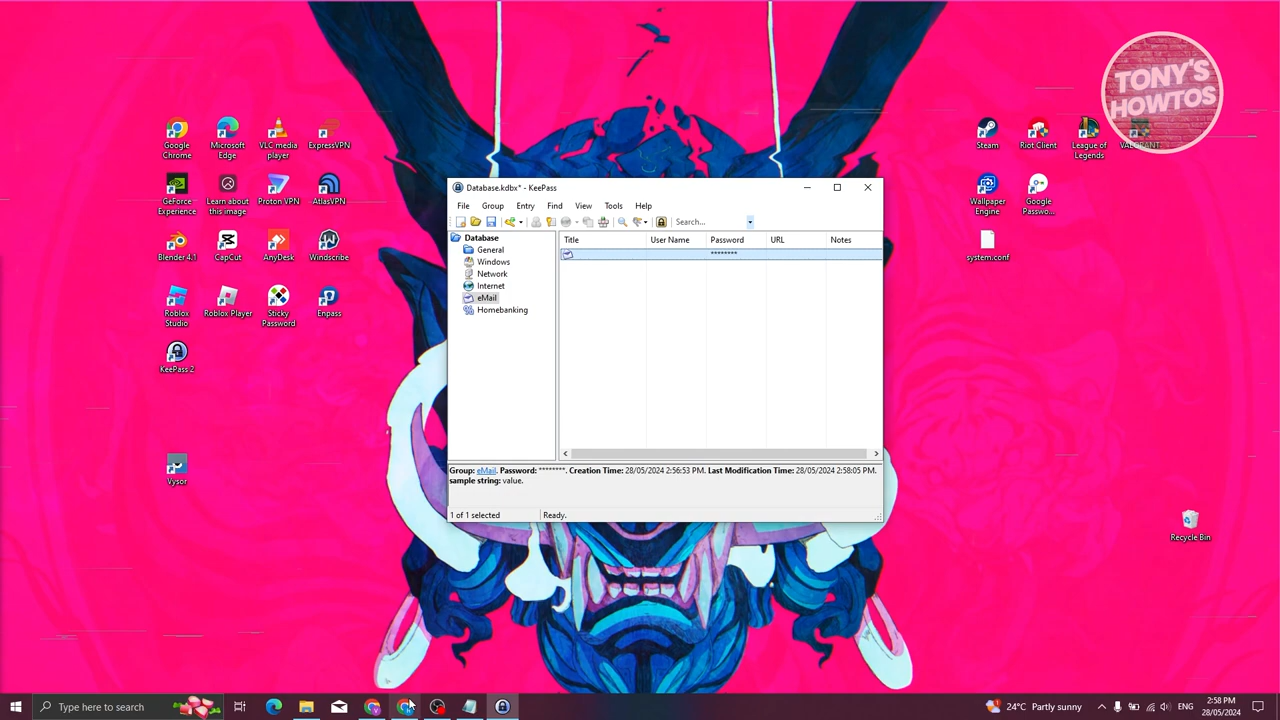 TONY'S
HOWTOS
Google
Chrome
Microsoft
Edge
VLC media
player
ExpressVPN
Steam
Riot Client
League of
Legends
VALORANT
GeForce
Experience
Learn about
this image
Proton VPN
AtlasVPN
Wallpaper
Engine
Google
Passwo...
Blender 4.1
CapCut
AnyDesk
Windscribe
system.conf
Roblox
Studio
Roblox Player
Sticky
Password
Enpass
KeePass 2
Vysor
Recycle Bin
Database.kdbx* - KeePass
File Group Entry Find View Tools Help
Search...
Database
General
Windows
Network
Internet
eMail
Homebanking
Title User Name Password URL Notes
********
Group: eMail. Password: ********. Creation Time: 28/05/2024 2:56:53 PM. Last Modification Time: 28/05/2024 2:58:05 PM.
sample string: value.
1 of 1 selected Ready.
Type here to search
24°C Partly sunny
ENG
2:58 PM
28/05/2024